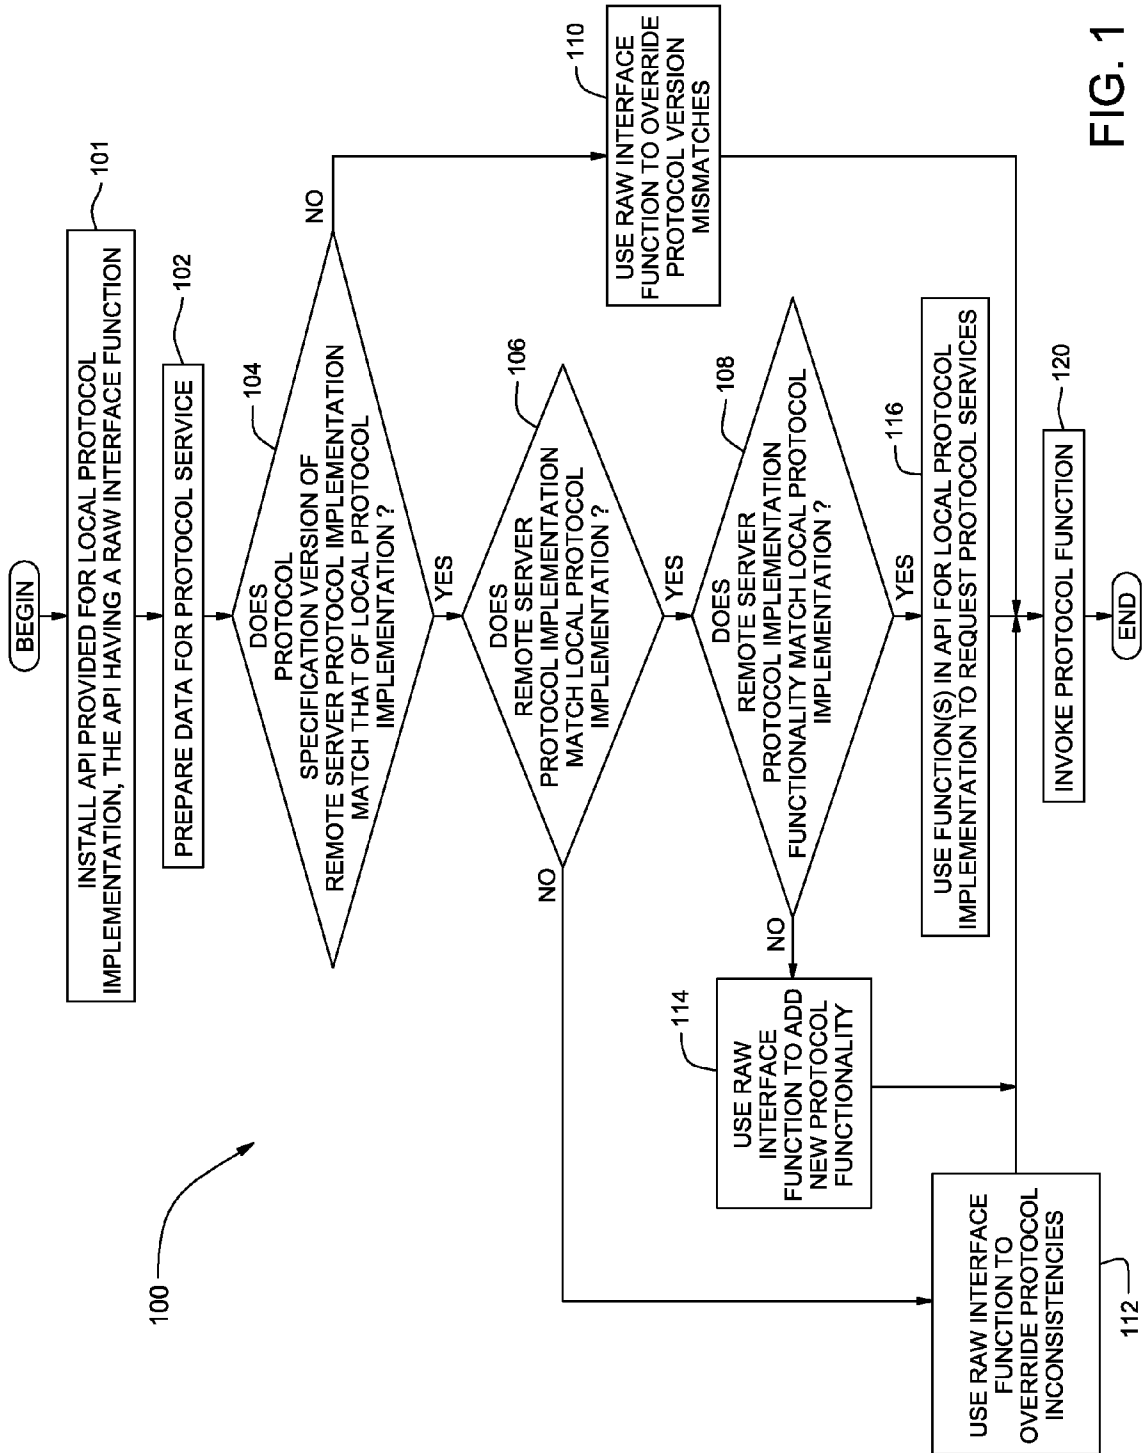 BEGIN
INSTALL API PROVIDED FOR LOCAL PROTOCOL
IMPLEMENTATION, THE API HAVING A RAW INTERFACE FUNCTION
101
PREPARE DATA FOR PROTOCOL SERVICE
102
DOES
PROTOCOL
SPECIFICATION VERSION OF
REMOTE SERVER PROTOCOL IMPLEMENTATION
MATCH THAT OF LOCAL PROTOCOL
IMPLEMENTATION ?
104
NO
YES
DOES
REMOTE SERVER
PROTOCOL IMPLEMENTATION
MATCH LOCAL PROTOCOL
IMPLEMENTATION ?
106
NO
YES
DOES
REMOTE SERVER
PROTOCOL IMPLEMENTATION
FUNCTIONALITY MATCH LOCAL PROTOCOL
IMPLEMENTATION ?
108
NO
YES
USE RAW INTERFACE
FUNCTION TO OVERRIDE
PROTOCOL VERSION
MISMATCHES
110
USE RAW
INTERFACE
FUNCTION TO ADD
NEW PROTOCOL
FUNCTIONALITY
114
USE FUNCTION(S) IN API FOR LOCAL PROTOCOL
IMPLEMENTATION TO REQUEST PROTOCOL SERVICES
116
USE RAW INTERFACE
FUNCTION TO
OVERRIDE PROTOCOL
INCONSISTENCIES
112
INVOKE PROTOCOL FUNCTION
120
END
100
FIG. 1